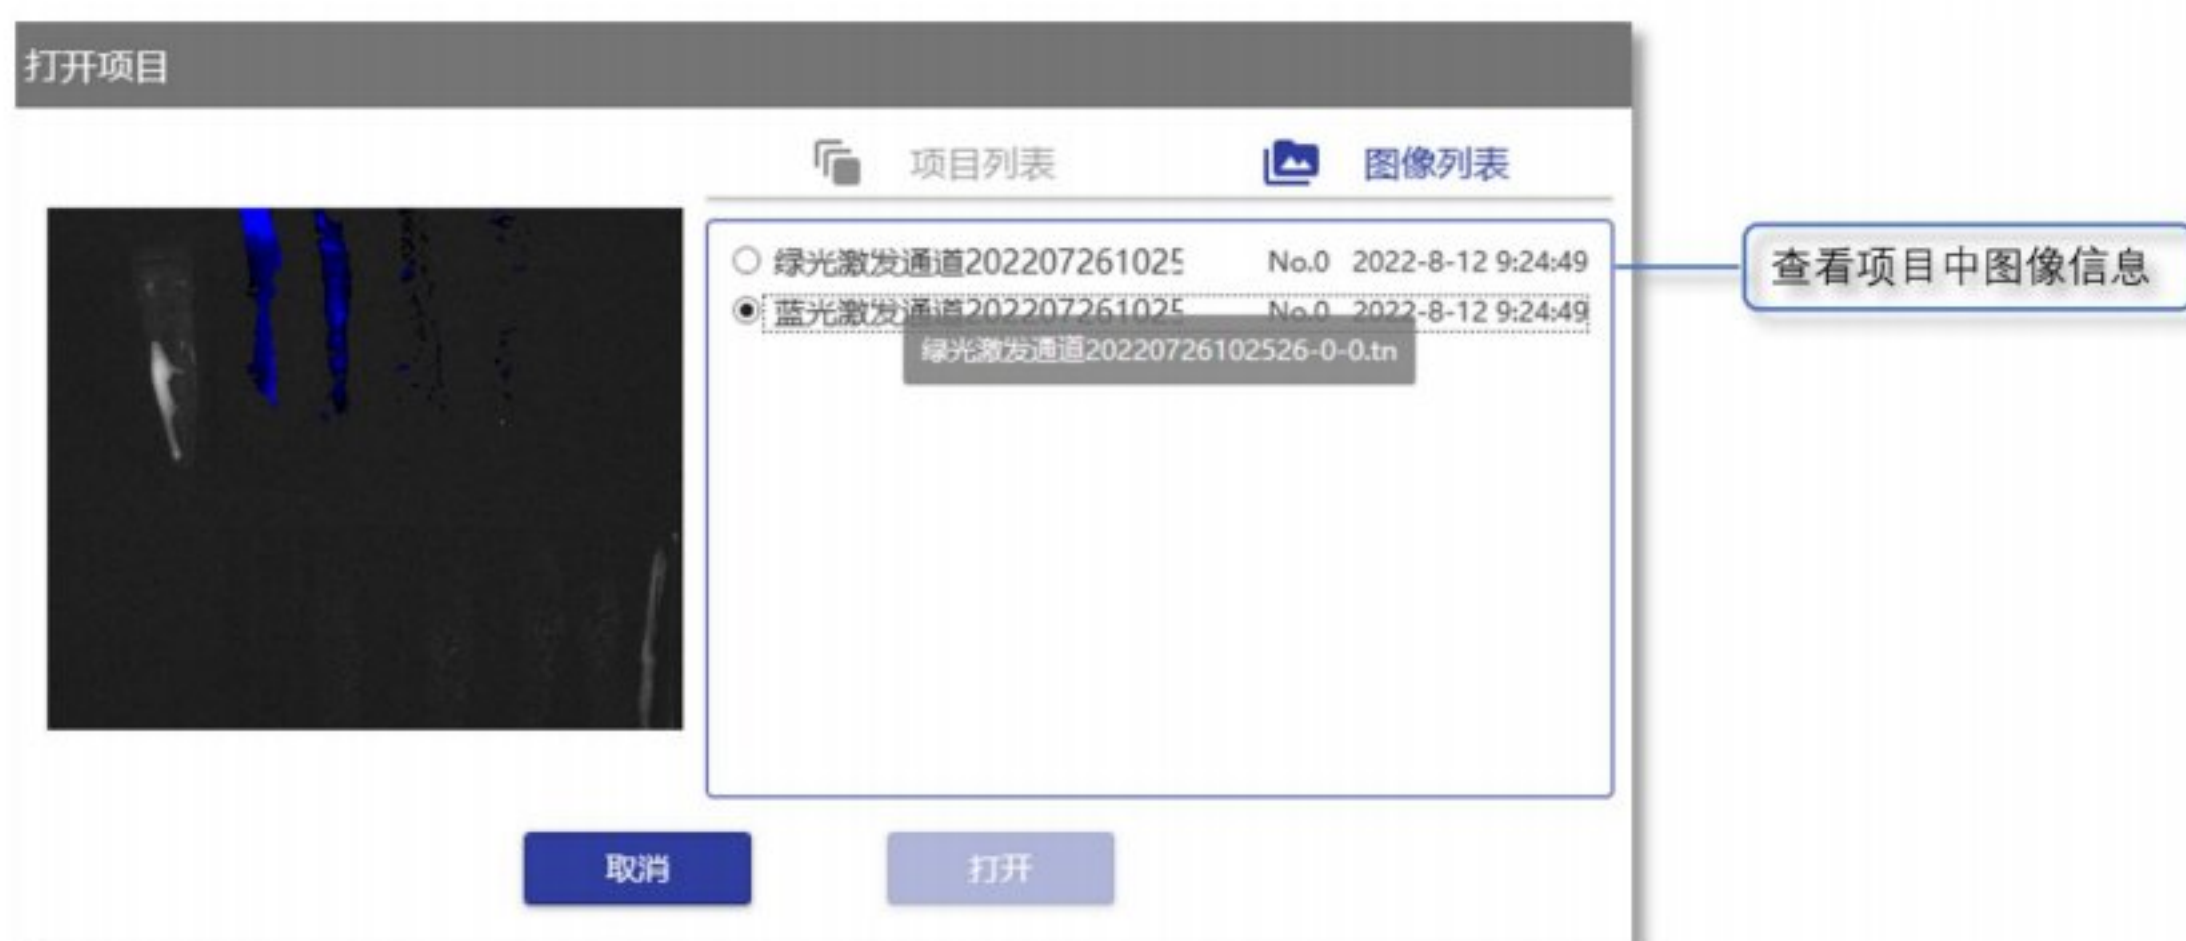 打开项目
项目列表
图像列表
绿光激发通道202207261025 No.0 2022-8-12 9:24:49
蓝光激发通道202207261025 No.0 2022-8-12 9:24:49
绿光激发通道20220726102526-0-0.tn
查看项目中图像信息
取消
打开